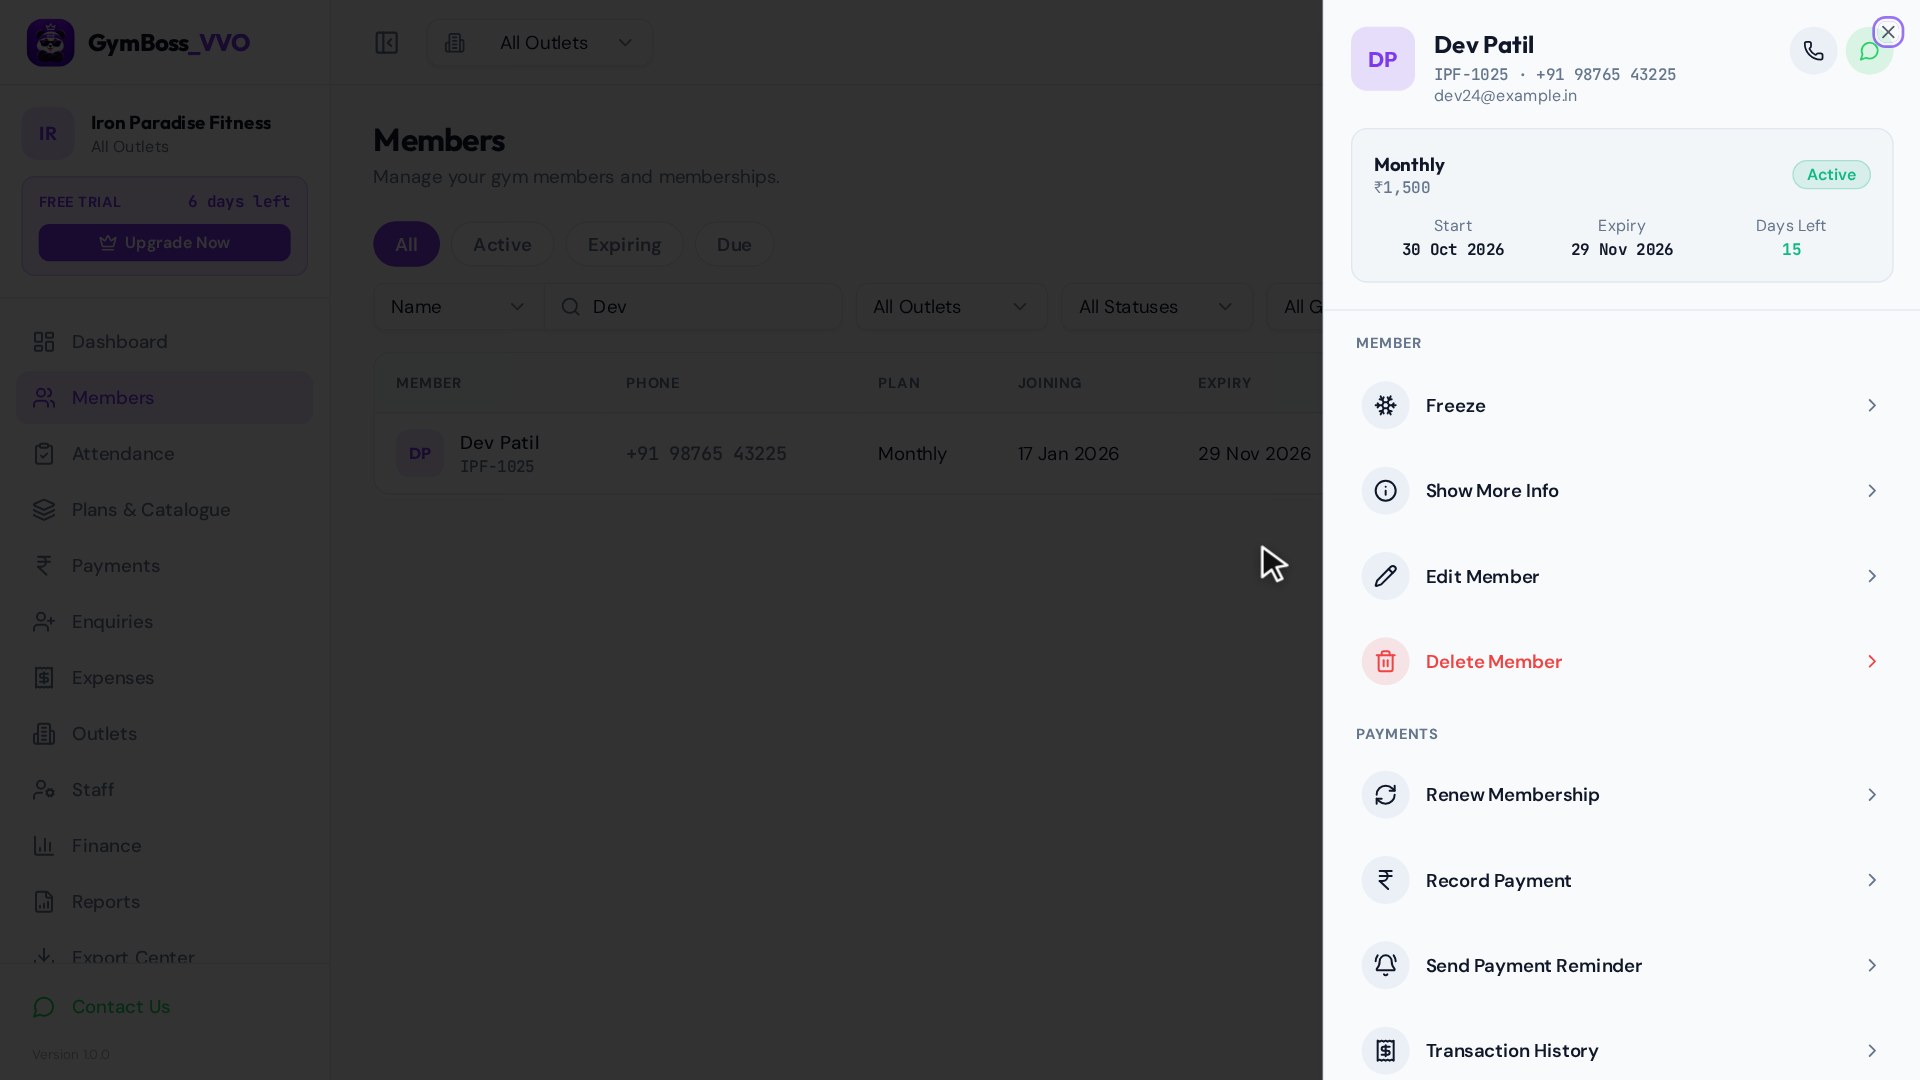 GymBoss_VVO
All Outlets
IR
Iron Paradise Fitness
All Outlets
FREE TRIAL
6 days left
Upgrade Now
Dashboard
Members
Attendance
Plans & Catalogue
Payments
Enquiries
Expenses
Outlets
Staff
Finance
Reports
Export Center
Contact Us
Version 1.0.0
Members
Manage your gym members and memberships.
All
Active
Expiring
Due
Name
Dev
All Outlets
All Statuses
All G
MEMBER
PHONE
PLAN
JOINING
EXPIRY
DP
Dev Patil
IPF-1025
+91 98765 43225
Monthly
17 Jan 2026
29 Nov 2026
DP
Dev Patil
IPF-1025 · +91 98765 43225
dev24@example.in
Monthly
₹1,500
Active
Start
Expiry
Days Left
30 Oct 2026
29 Nov 2026
15
MEMBER
Freeze
Show More Info
Edit Member
Delete Member
PAYMENTS
Renew Membership
Record Payment
Send Payment Reminder
Transaction History